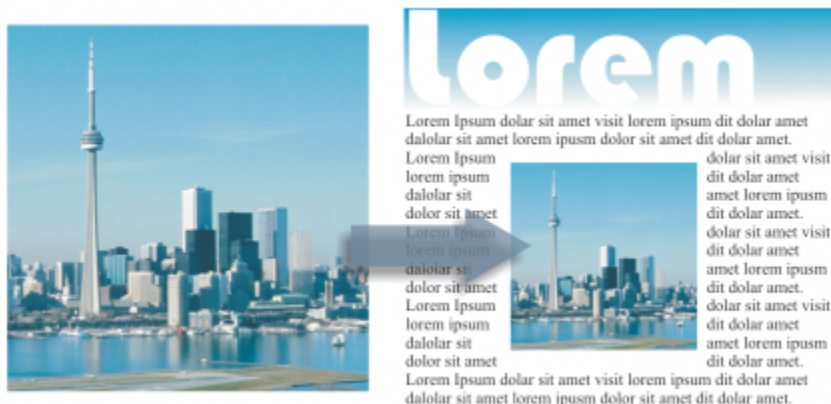 Lorem
Lorem Ipsum dolar sit amet visit lorem ipsum dit dolar amet
dalolar sit amet lorem ipusm dolor sit amet dit dolar amet.
Lorem Ipsum
lorem ipsum
dalolar sit
dolor sit amet
Lorem Ipsum
lorem ipsum
dalolar sit
dolor sit amet
Lorem Ipsum
lorem ipsum
dalolar sit
dolor sit amet
dolar sit amet visit
dit dolar amet
amet lorem ipusm
dit dolar amet.
dolar sit amet visit
dit dolar amet
amet lorem ipusm
dit dolar amet.
dolar sit amet visit
dit dolar amet
amet lorem ipusm
dit dolar amet.
Lorem Ipsum dolar sit amet visit lorem ipsum dit dolar amet
dalolar sit amet lorem ipusm dolor sit amet dit dolar amet.